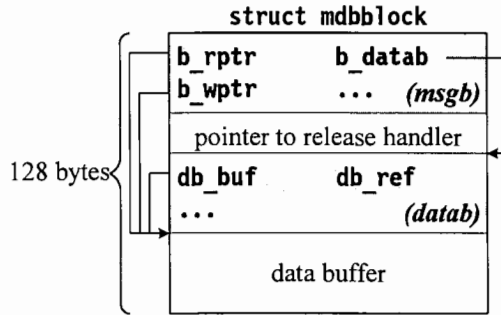 struct mdbblock
b_rptr b_datab
b_wptr ... (msgb)
pointer to release handler
128 bytes
db_buf db_ref
... (datab)
data buffer